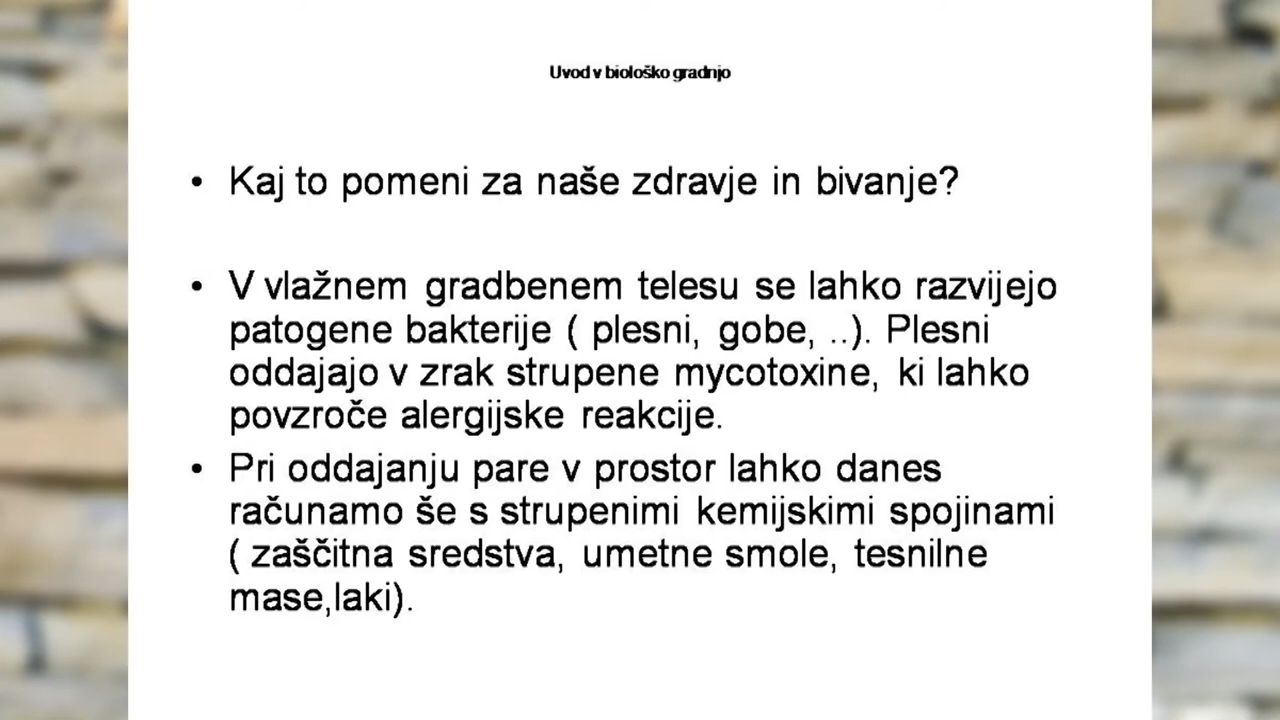 Uvod v biološko gradnjo
• Kaj to pomeni za naše zdravje in bivanje?
• V vlažnem gradbenem telesu se lahko razvijejo
patogene bakterije ( plesni, gobe, ..). Plesni
oddajajo v zrak strupene mycotoxine, ki lahko
povzroče alergijske reakcije.
• Pri oddajanju pare v prostor lahko danes
računamo še s strupenimi kemijskimi spojinami
( zaščitna sredstva, umetne smole, tesnilne
mase,laki).